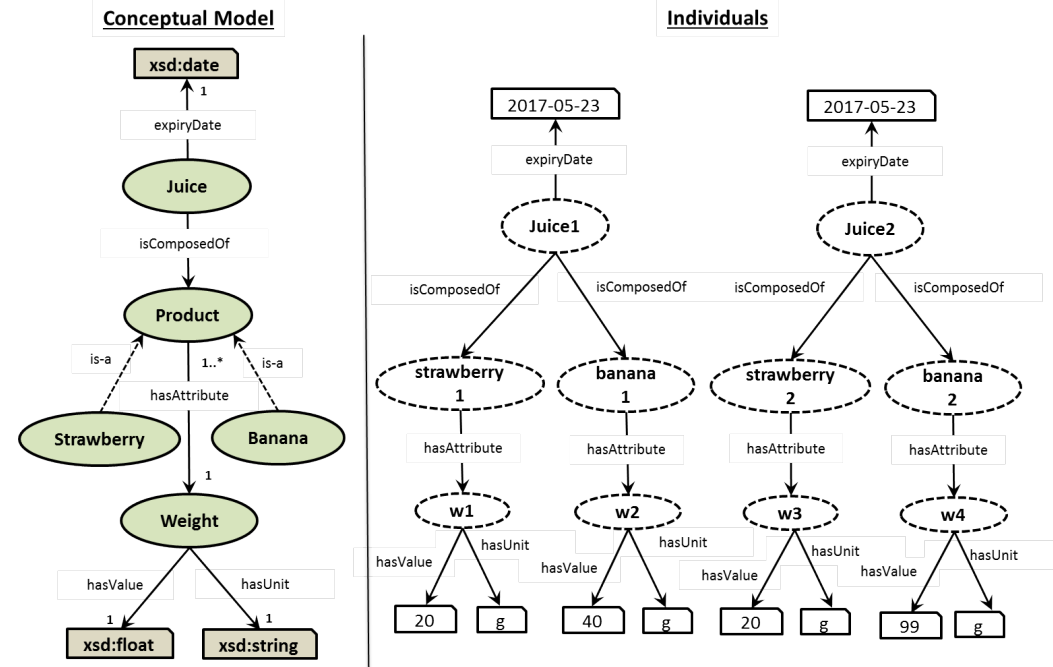 Conceptual Model
xsd:date
1
expiryDate
Juice
isComposedOf
Product
is-a
1..*
is-a
hasAttribute
Strawberry
Banana
1
Weight
hasValue
hasUnit
1
1
xsd:float
xsd:string
Individuals
2017-05-23
2017-05-23
expiryDate
expiryDate
Juice1
Juice2
isComposedOf
isComposedOf
isComposedOf
isComposedOf
strawberry
1
banana
1
strawberry
2
banana
2
hasAttribute
hasAttribute
hasAttribute
hasAttribute
w1
w2
w3
w4
hasValue
hasUnit
hasValue
hasUnit
hasValue
hasUnit
hasValue
hasUnit
20
g
40
g
20
g
99
g